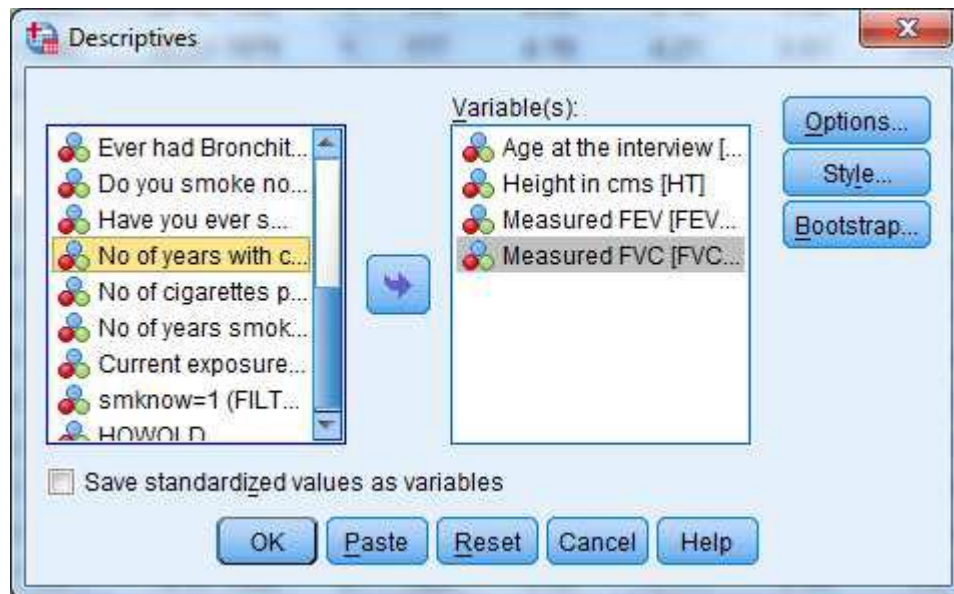 Descriptives
Variable(s):
Ever had Bronchit...
Do you smoke no...
Have you ever s...
No of years with c...
No of cigarettes p...
No of years smok...
Current exposure...
smknow=1 (FILT...
HOWOLD
Age at the interview [...
Height in cms [HT]
Measured FEV [FEV...
Measured FVC [FVC...
Options...
Style...
Bootstrap...
Save standardized values as variables
OK
Paste
Reset
Cancel
Help